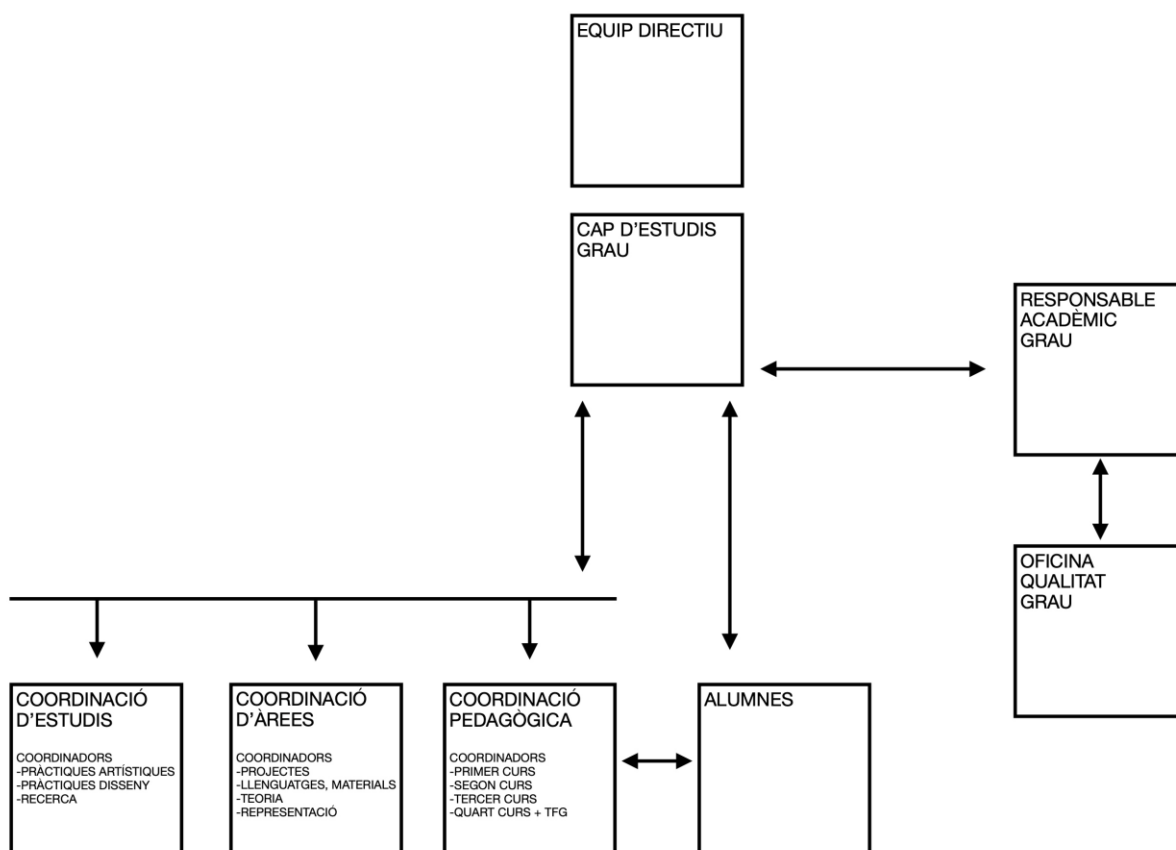 EQUIP DIRECTIU
CAP D'ESTUDIS
GRAU
RESPONSABLE
ACADÈMIC
GRAU
OFICINA
QUALITAT
GRAU
COORDINACIÓ
D'ESTUDIS
COORDINADORS
-PRÀCTIQUES ARTÍSTIQUES
-PRÀCTIQUES DISSENY
-RECERCA
COORDINACIÓ
D'ÀREES
COORDINADORS
-PROJECTES
-LLENGUATGES, MATERIALS
-TEORIA
-REPRESENTACIÓ
COORDINACIÓ
PEDAGÒGICA
COORDINADORS
-PRIMER CURS
-SEGON CURS
-TERCER CURS
-QUART CURS + TFG
ALUMNES